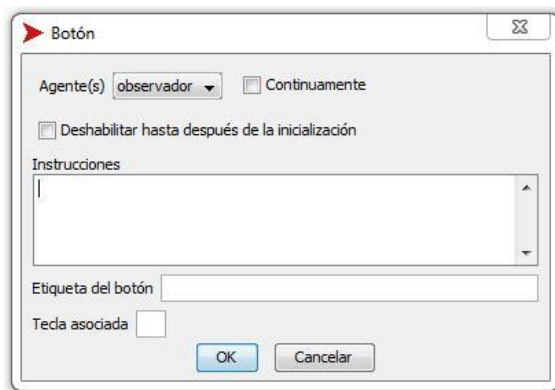 Botón
Agente(s) observador Continuamente
Deshabilitar hasta después de la inicialización
Instrucciones
Etiqueta del botón
Tecla asociada
OK Cancelar